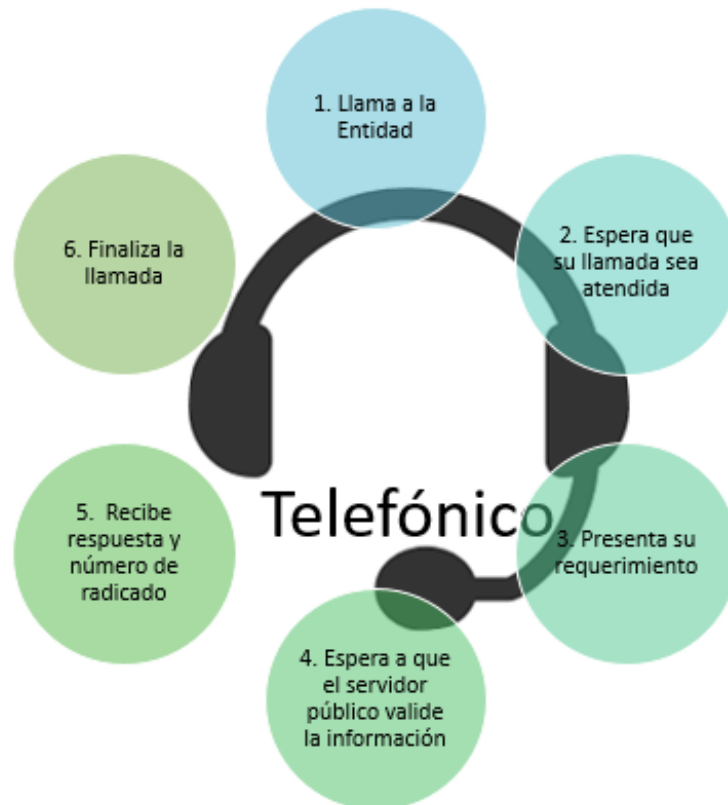 1. Llama a la
Entidad
2. Espera que
su llamada sea
atendida
3. Presenta su
requerimiento
4. Espera a que
el servidor
público valide
la información
5. Recibe
respuesta y
número de
radicado
6. Finaliza la
llamada
Telefónico